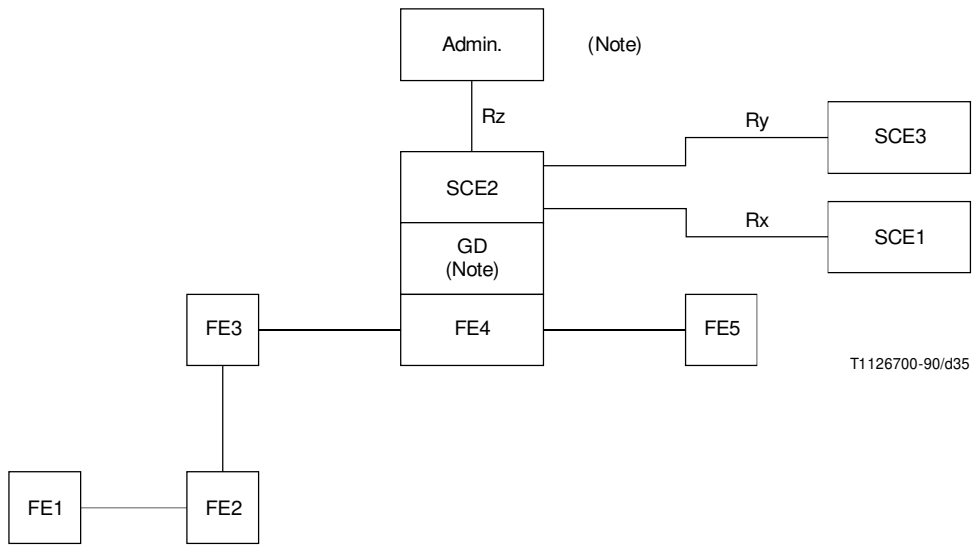 Admin.
(Note)
Rz
Ry
SCE3
SCE2
Rx
SCE1
GD
(Note)
FE3
FE4
FE5
T1126700-90/d35
FE1
FE2